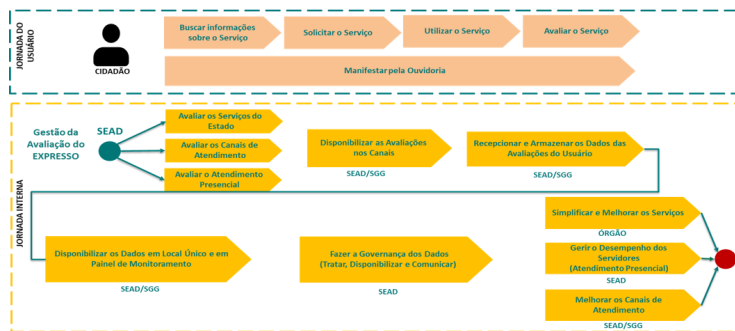 JORNADA DO
USUÁRIO
CIDADÃO
Buscar informações
sobre o Serviço
Solicitar o Serviço
Utilizar o Serviço
Avaliar o Serviço
Manifestar pela Ouvidoria
JORNADA INTERNA
Gestão da
Avaliação do
EXPRESSO
SEAD
Avaliar os Serviços do
Estado
Avaliar os Canais de
Atendimento
Avaliar o Atendimento
Presencial
Disponibilizar as Avaliações
nos Canais
SEAD/SGG
Recepcionar e Armazenar os Dados das
Avaliações do Usuário
SEAD/SGG
Disponibilizar os Dados em Local Único e em
Painel de Monitoramento
SEAD/SGG
Fazer a Governança dos Dados
(Tratar, Disponibilizar e Comunicar)
SEAD
Simplificar e Melhorar os Serviços
ÓRGÃO
Gerir o Desempenho dos
Servidores
(Atendimento Presencial)
SEAD
Melhorar os Canais de
Atendimento
SEAD/SGG